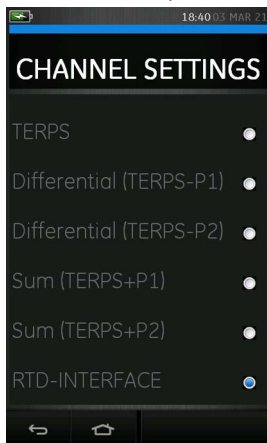 18:40 03 MAR 21
CHANNEL SETTINGS
TERPS
Differential (TERPS-P1)
Differential (TERPS-P2)
Sum (TERPS+P1)
Sum (TERPS+P2)
RTD-INTERFACE